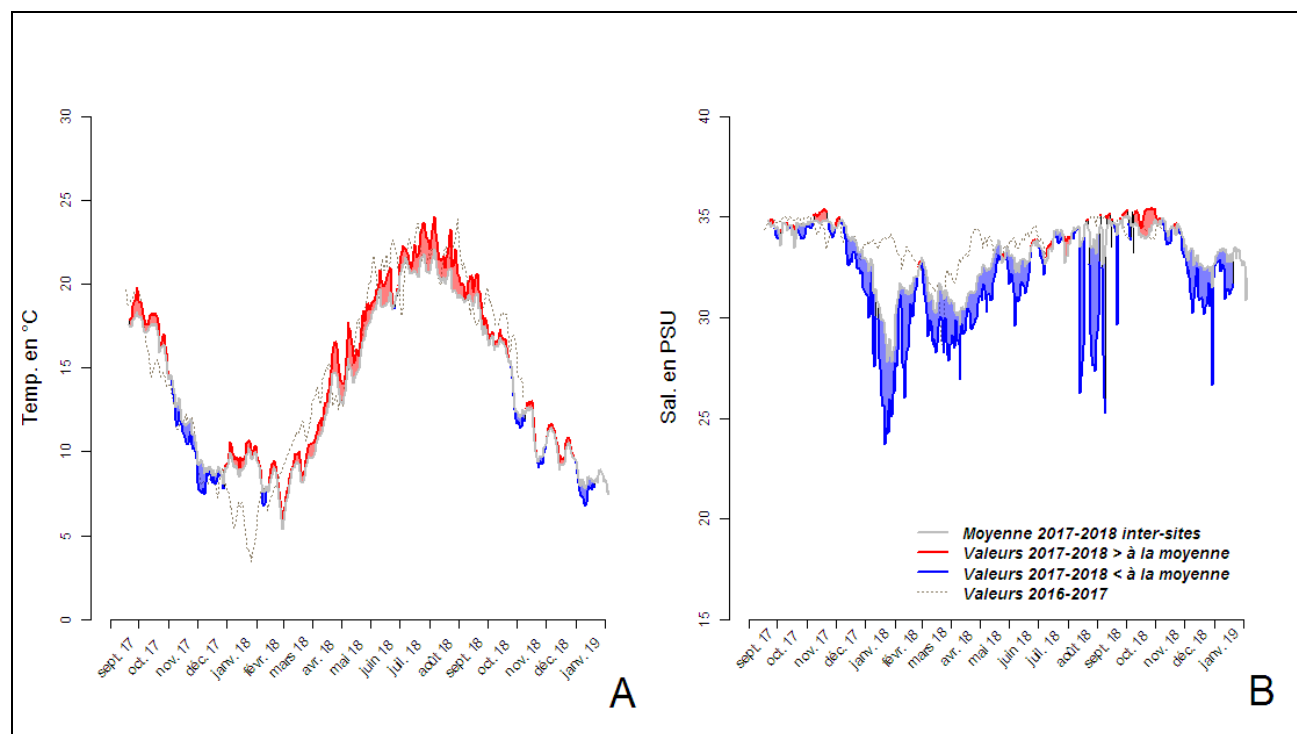 Temp. en °C
0
5
10
15
20
25
30
sept. 17
oct. 17
nov. 17
déc. 17
janv. 18
févr. 18
mars 18
avr. 18
mai 18
juin 18
juil. 18
août 18
sept. 18
oct. 18
nov. 18
déc. 18
janv. 19
A
Sal. en PSU
15
20
25
30
35
40
sept. 17
oct. 17
nov. 17
déc. 17
janv. 18
févr. 18
mars 18
avr. 18
mai 18
juin 18
juil. 18
août 18
sept. 18
oct. 18
nov. 18
déc. 18
janv. 19
Moyenne 2017-2018 inter-sites
Valeurs 2017-2018 > à la moyenne
Valeurs 2017-2018 < à la moyenne
Valeurs 2016-2017
B